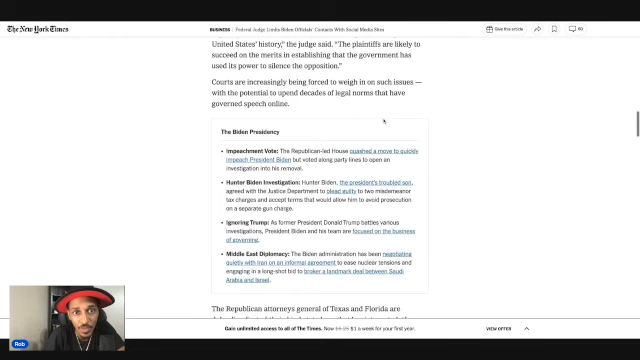 The New York Times
BUSINESS | Federal Judge Limits Biden Officials' Contacts With Social Media Sites
Give this article
60
United States' history," the judge said. "The plaintiffs are likely to
succeed on the merits in establishing that the government has
used its power to silence the opposition."
Courts are increasingly being forced to weigh in on such issues —
with the potential to upend decades of legal norms that have
governed speech online.
The Biden Presidency
• Impeachment Vote: The Republican-led House quashed a move to quickly
impeach President Biden but voted along party lines to open an
investigation into his removal.
• Hunter Biden Investigation: Hunter Biden, the president's troubled son,
agreed with the Justice Department to plead guilty to two misdemeanor
tax charges and accept terms that would allow him to avoid prosecution
on a separate gun charge.
• Ignoring Trump: As former President Donald Trump battles various
investigations, President Biden and his team are focused on the business
of governing.
• Middle East Diplomacy: The Biden administration has been negotiating
quietly with Iran on an informal agreement to ease nuclear tensions and
engaging in a long-shot bid to broker a landmark deal between Saudi
Arabia and Israel.
The Republican attorneys general of Texas and Florida are
Gain unlimited access to all of The Times. Now $1 a week for your first year.
VIEW OFFER
Rob